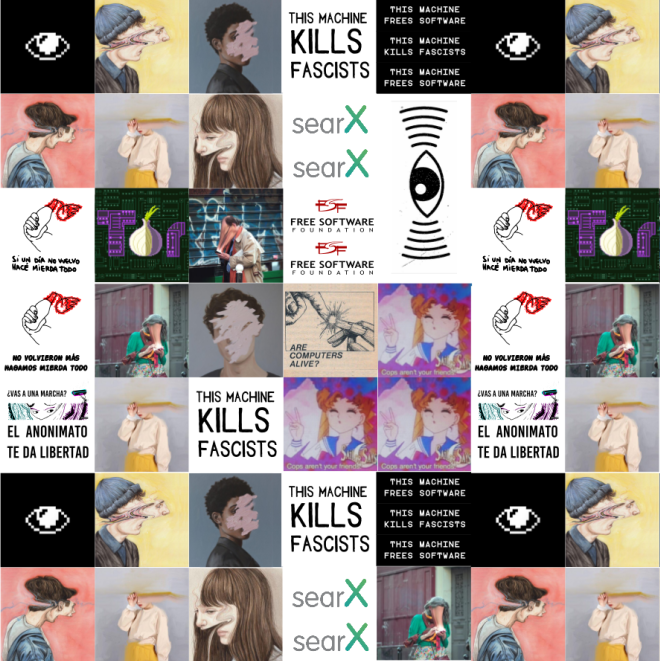 THIS MACHINE
KILLS
FASCISTS
THIS MACHINE
FREES SOFTWARE
THIS MACHINE
KILLS FASCISTS
THIS MACHINE
FREES SOFTWARE
searX
searX
SI UN DÍA NO VUELVO
HACÉ MIERDA TODO
Tor
FREE SOFTWARE
FOUNDATION
FREE SOFTWARE
FOUNDATION
SI UN DÍA NO VUELVO
HACÉ MIERDA TODO
Tor
NO VOLVIERON MÁS
HAGAMOS MIERDA TODO
ARE
COMPUTERS
ALIVE?
Cops aren't your friends
NO VOLVIERON MÁS
HAGAMOS MIERDA TODO
¿VAS A UNA MARCHA?
EL ANONIMATO
TE DA LIBERTAD
THIS MACHINE
KILLS
FASCISTS
Cops aren't your friends
Cops aren't your friends
¿VAS A UNA MARCHA?
EL ANONIMATO
TE DA LIBERTAD
THIS MACHINE
KILLS
FASCISTS
THIS MACHINE
FREES SOFTWARE
THIS MACHINE
KILLS FASCISTS
THIS MACHINE
FREES SOFTWARE
searX
searX